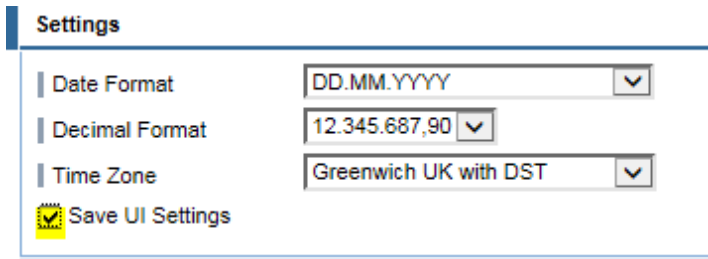 Settings
Date Format DD.MM.YYYY
Decimal Format 12.345.687,90
Time Zone Greenwich UK with DST
Save UI Settings